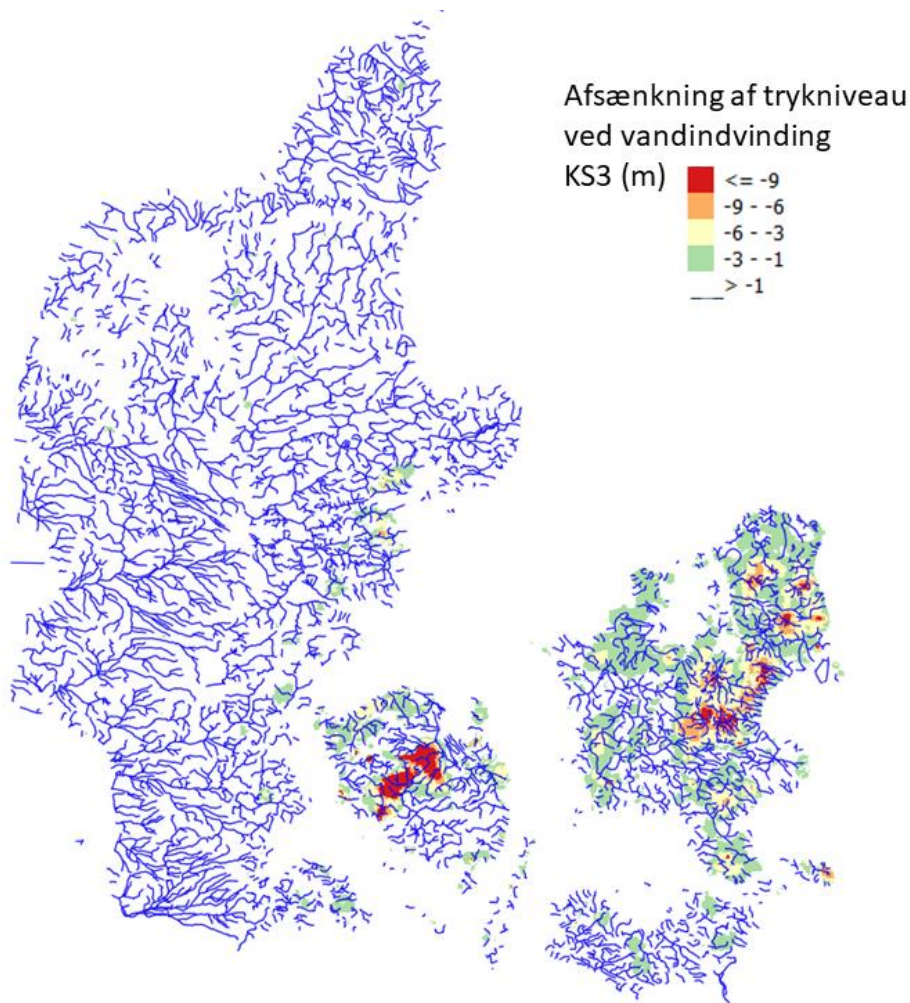 Afsænkning af trykniveau
ved vandindvinding
KS3 (m)
<= -9
-9 - -6
-6 - -3
-3 - -1
> -1